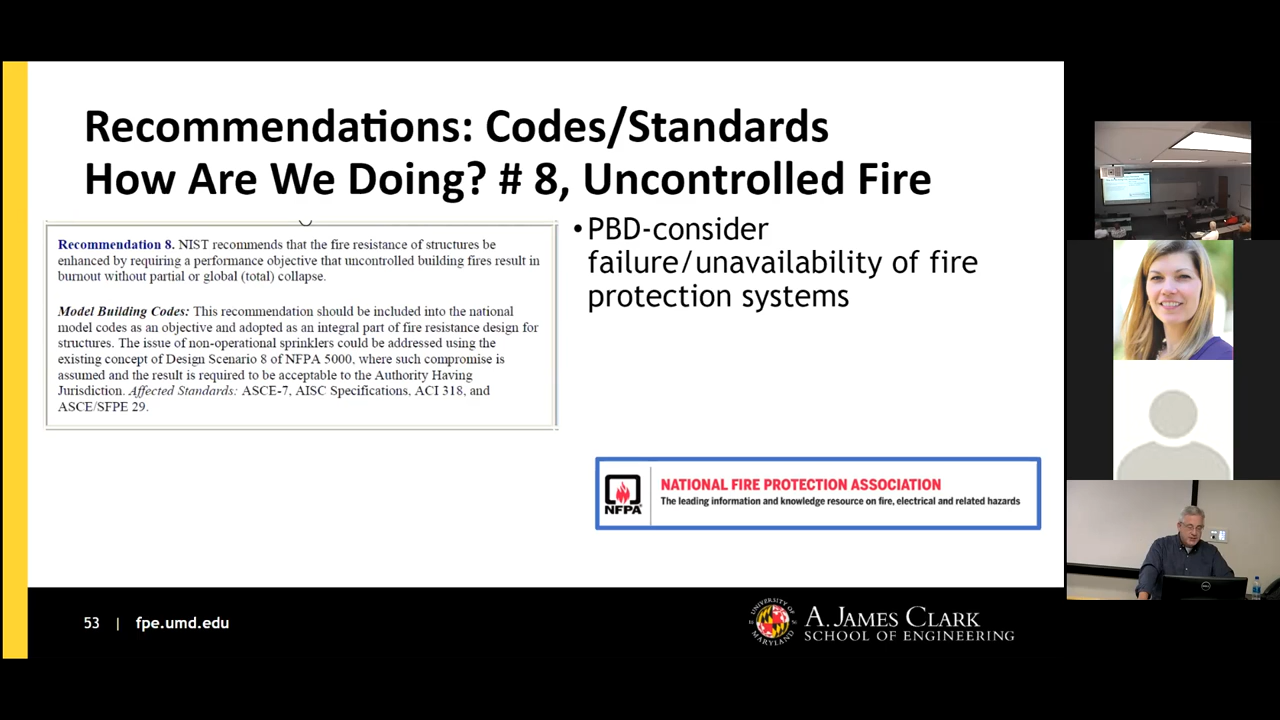 Recommendations: Codes/Standards
How Are We Doing? # 8, Uncontrolled Fire
Recommendation 8. NIST recommends that the fire resistance of structures be
enhanced by requiring a performance objective that uncontrolled building fires result in
burnout without partial or global (total) collapse.
Model Building Codes: This recommendation should be included into the national
model codes as an objective and adopted as an integral part of fire resistance design for
structures. The issue of non-operational sprinklers could be addressed using the
existing concept of Design Scenario 8 of NFPA 5000, where such compromise is
assumed and the result is required to be acceptable to the Authority Having
Jurisdiction. Affected Standards: ASCE-7, AISC Specifications, ACI 318, and
ASCE/SFPE 29.
• PBD-consider
failure/unavailability of fire
protection systems
NFPA
NATIONAL FIRE PROTECTION ASSOCIATION
The leading information and knowledge resource on fire, electrical and related hazards
53 | fpe.umd.edu
UNIVERSITY OF
MARYLAND
A. JAMES CLARK
SCHOOL OF ENGINEERING